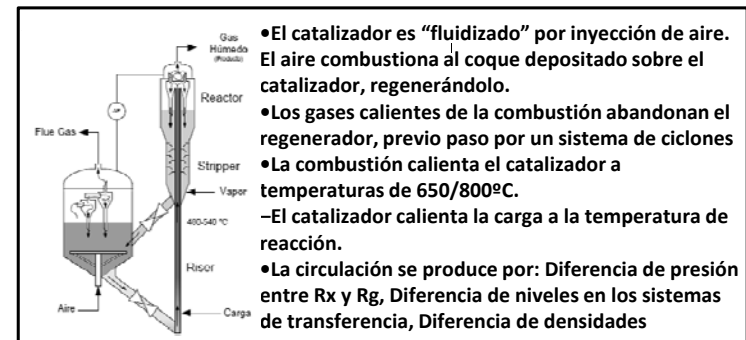 Gas
Húmedo
(Producto)
Reactor
Flue Gas
Stripper
Vapor
Riser
Aire
Carga
•El catalizador es “fluidizado” por inyección de aire.
El aire combustiona al coque depositado sobre el
catalizador, regenerándolo.
•Los gases calientes de la combustión abandonan el
regenerador, previo paso por un sistema de ciclones
•La combustión calienta el catalizador a
temperaturas de 650/800ºC.
–El catalizador calienta la carga a la temperatura de
reacción.
•La circulación se produce por: Diferencia de presión
entre Rx y Rg, Diferencia de niveles en los sistemas
de transferencia, Diferencia de densidades